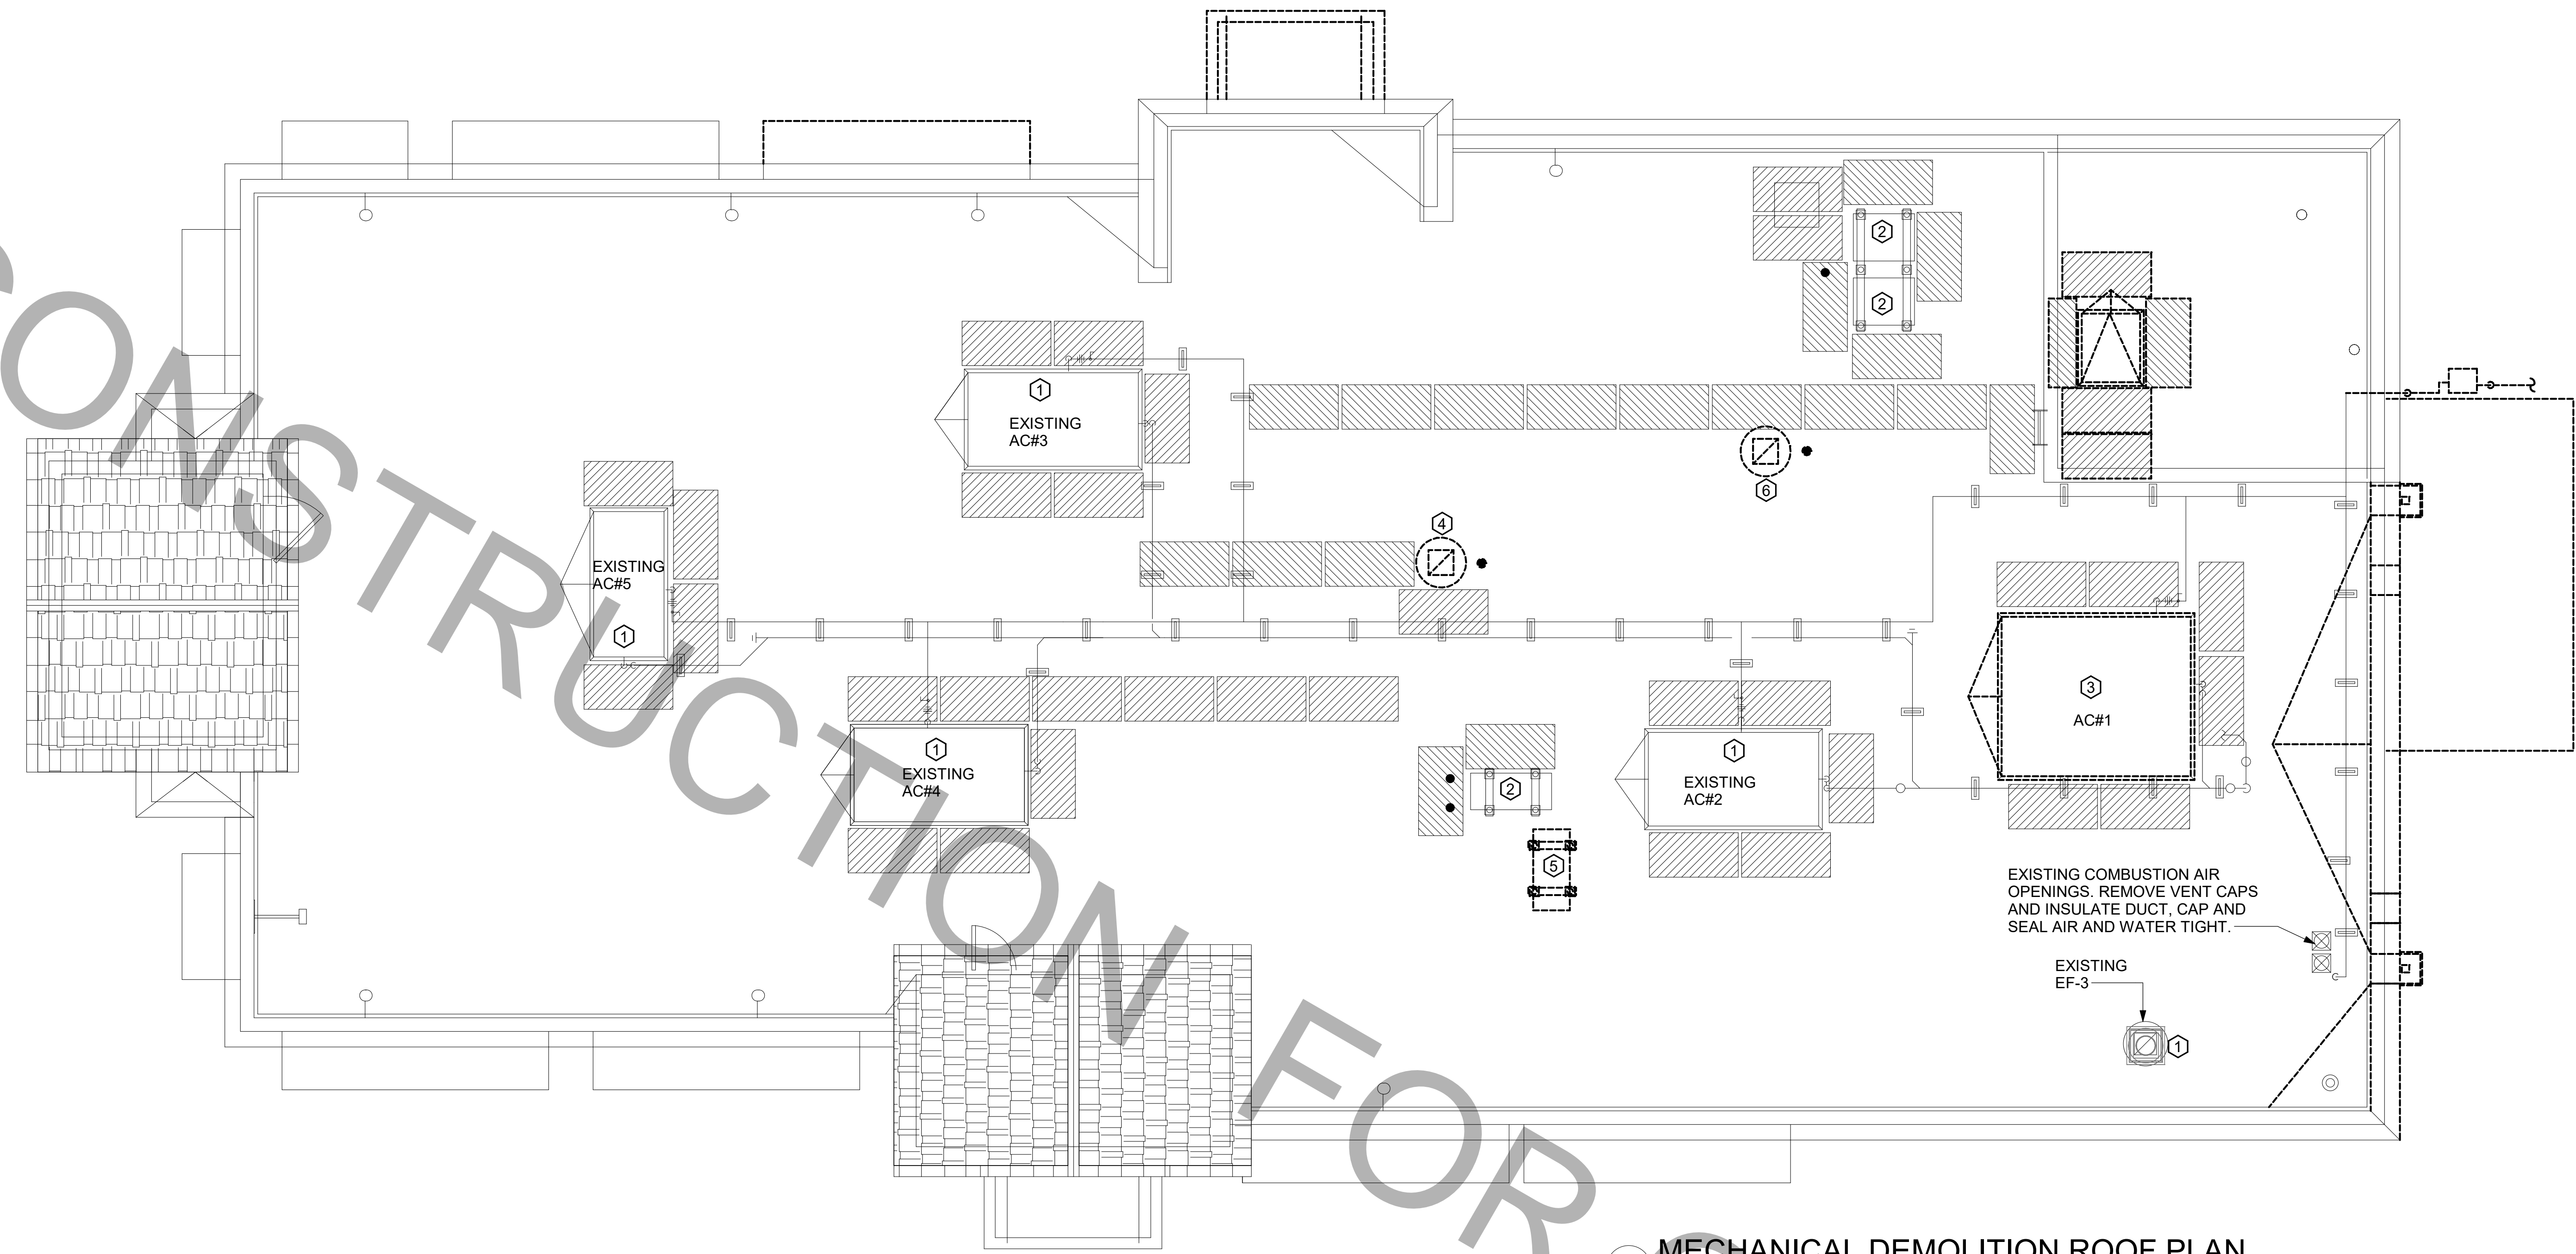 2
2
1
EXISTING
AC#3
6
4
EXISTING
AC#5
1
3
AC#1
1
EXISTING
AC#4
2
1
EXISTING
AC#2
5
EXISTING COMBUSTION AIR
OPENINGS. REMOVE VENT CAPS
AND INSULATE DUCT, CAP AND
SEAL AIR AND WATER TIGHT.
EXISTING
EF-3
1
CONSTRUCTION FOR
MECHANICAL DEMOLITION ROOF PLAN